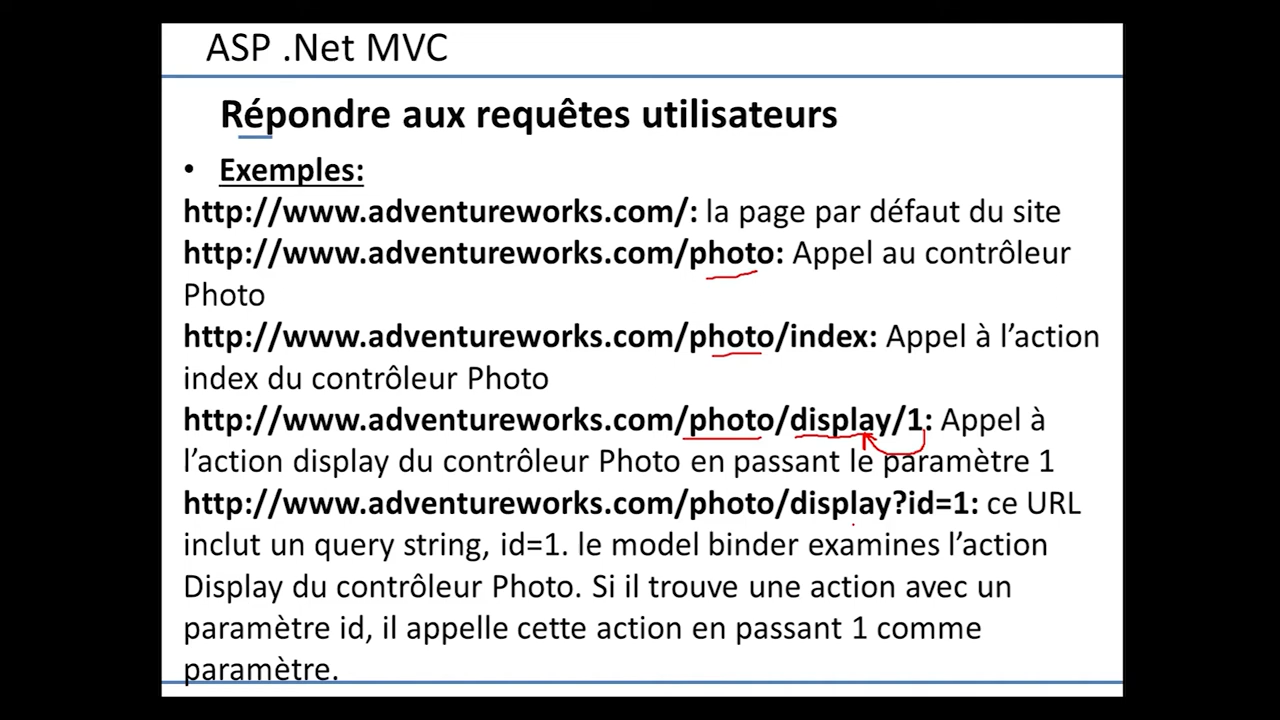 ASP .Net MVC
Répondre aux requêtes utilisateurs
• Exemples:
http://www.adventureworks.com/: la page par défaut du site
http://www.adventureworks.com/photo: Appel au contrôleur
Photo
http://www.adventureworks.com/photo/index: Appel à l’action
index du contrôleur Photo
http://www.adventureworks.com/photo/display/1: Appel à
l’action display du contrôleur Photo en passant le paramètre 1
http://www.adventureworks.com/photo/display?id=1: ce URL
inclut un query string, id=1. le model binder examines l’action
Display du contrôleur Photo. Si il trouve une action avec un
paramètre id, il appelle cette action en passant 1 comme
paramètre.